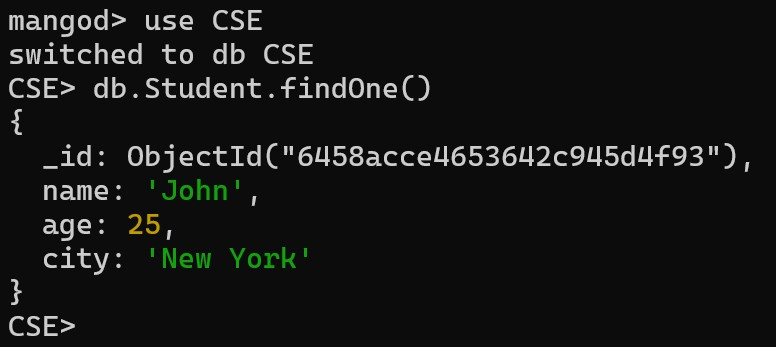 mangod> use CSE
switched to db CSE
CSE> db.Student.findOne()
{
  _id: ObjectId("6458acce4653642c945d4f93"),
  name: 'John',
  age: 25,
  city: 'New York'
}
CSE>